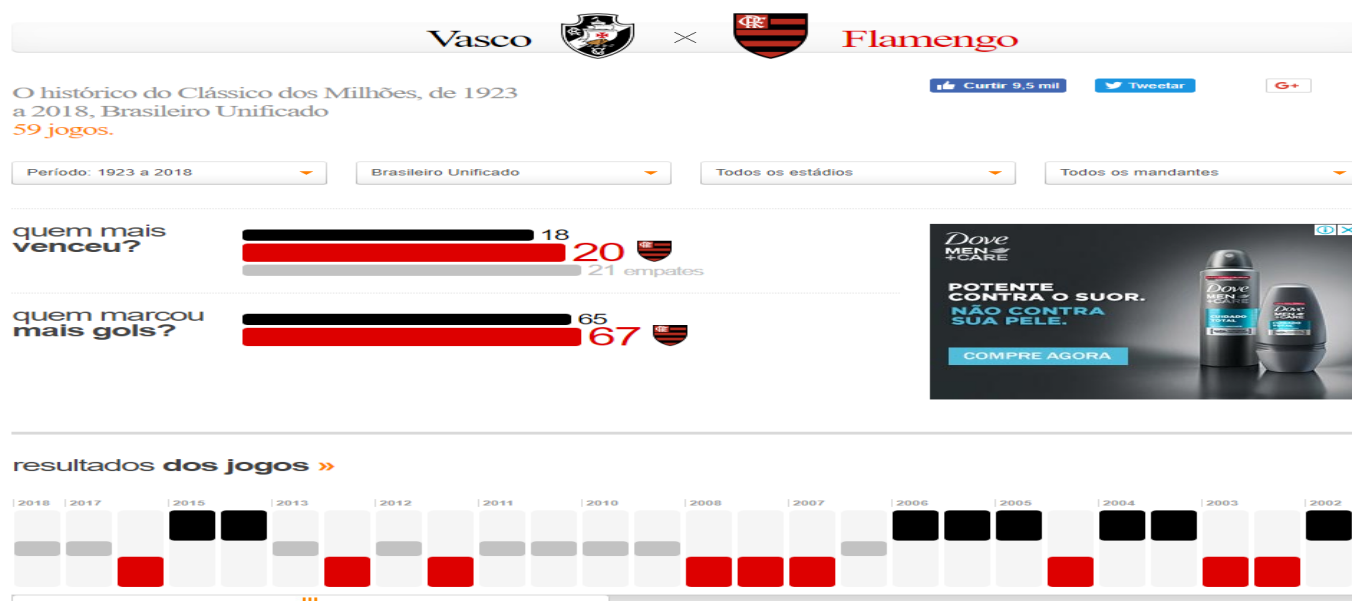 Vasco × Flamengo
O histórico do Clássico dos Milhões, de 1923
a 2018, Brasileiro Unificado
59 jogos.
Curtir 9,5 mil
Tweetar
G+
Período: 1923 a 2018
Brasileiro Unificado
Todos os estádios
Todos os mandantes
quem mais
venceu?
18
20
21 empates
quem marcou
mais gols?
65
67
Dove
MEN
+CARE
POTENTE
CONTRA O SUOR.
NÃO CONTRA
SUA PELE.
COMPRE AGORA
resultados dos jogos »
2018 2017 2015 2013 2012 2011 2010 2008 2007 2006 2005 2004 2003 2002